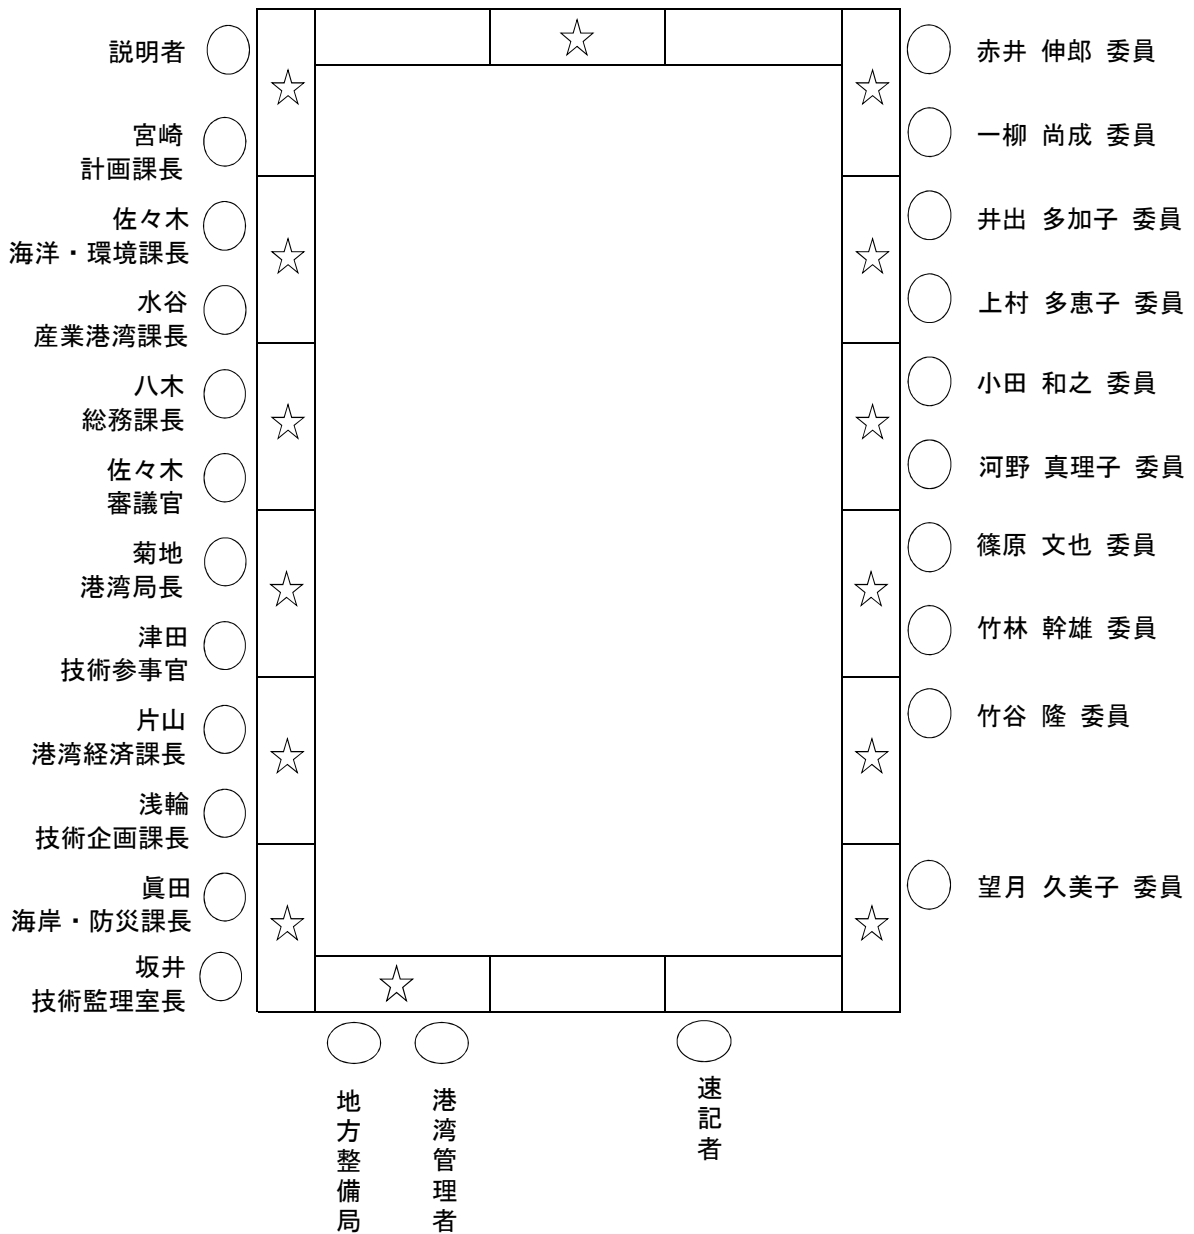 説明者
宮崎
計画課長
佐々木
海洋・環境課長
水谷
産業港湾課長
八木
総務課長
佐々木
審議官
菊地
港湾局長
津田
技術参事官
片山
港湾経済課長
浅輪
技術企画課長
眞田
海岸・防災課長
坂井
技術監理室長
☆
☆
☆
☆
☆
☆
☆
☆
☆
☆
☆
☆
☆
☆
赤井 伸郎 委員
一柳 尚成 委員
井出 多加子 委員
上村 多恵子 委員
小田 和之 委員
河野 真理子 委員
篠原 文也 委員
竹林 幹雄 委員
竹谷 隆 委員
望月 久美子 委員
地方整備局
港湾管理者
速記者